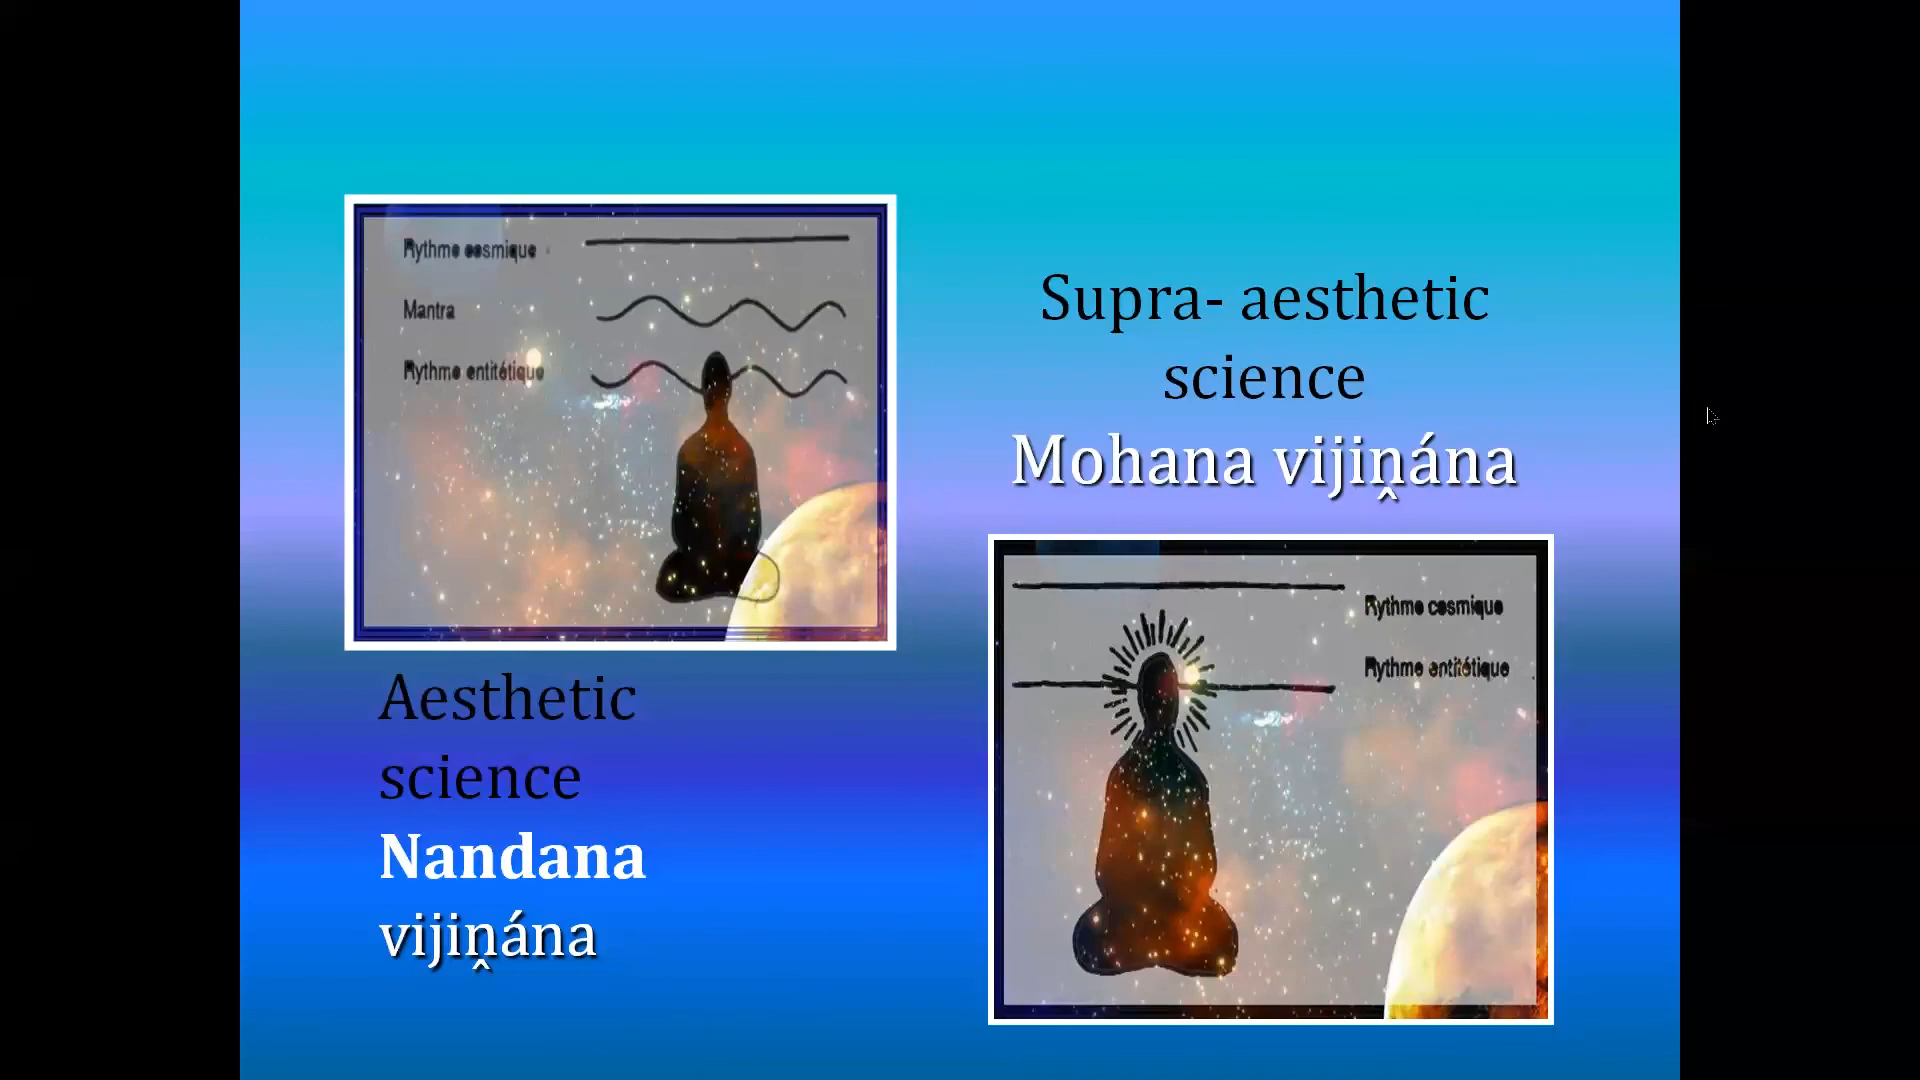 Rythme cosmique
Mantra
Rythme entitétique
Aesthetic
science
Nandana
vijiṋána
Supra- aesthetic
science
Mohana vijiṋána
Rythme cosmique
Rythme entitétique